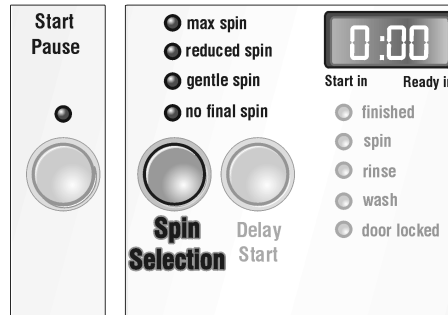 Start
Pause
max spin
reduced spin
gentle spin
no final spin
Spin
Selection
Delay
Start
0:00
Start in Ready in
finished
spin
rinse
wash
door locked